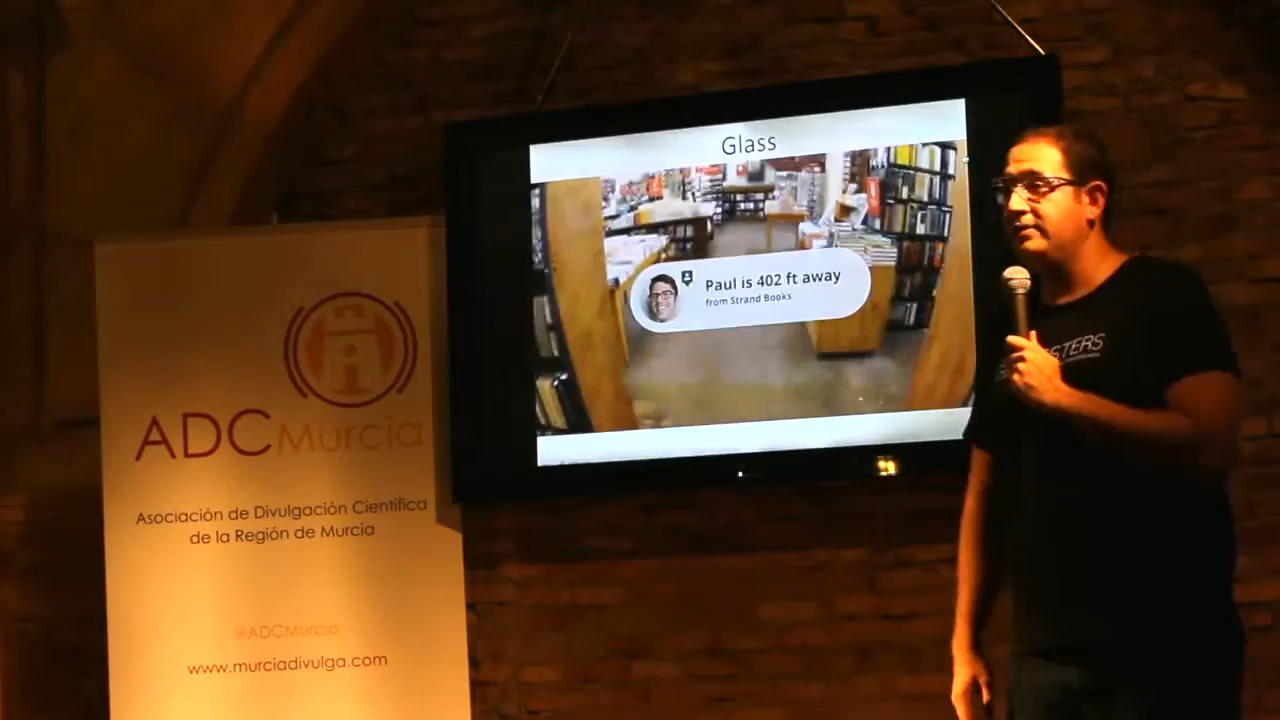 Glass
Paul is 402 ft away
from Strand Books
STERS
ADCMurcia
Asociación de Divulgación Científica
de la Región de Murcia
@ADCMurcia
www.murciadivulga.com